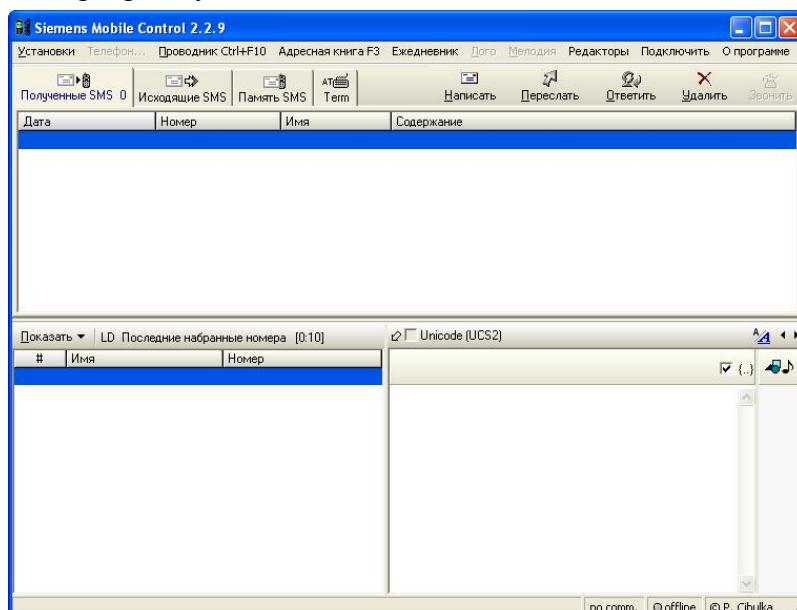 Siemens Mobile Control 2.2.9
Установки Телефон... Проводник Ctrl+F10 Адресная книга F3 Ежедневник Лого Мелодия Редакторы Подключить О программе
Полученные SMS 0 Исходящие SMS Память SMS AT Term Написать Переслать Ответить Удалить Звонить
Дата Номер Имя Содержание
Показать LD Последние набранные номера [0:10] Unicode (UCS2) AA
# Имя Номер
{..}
no comm. offline © P. Cibulka